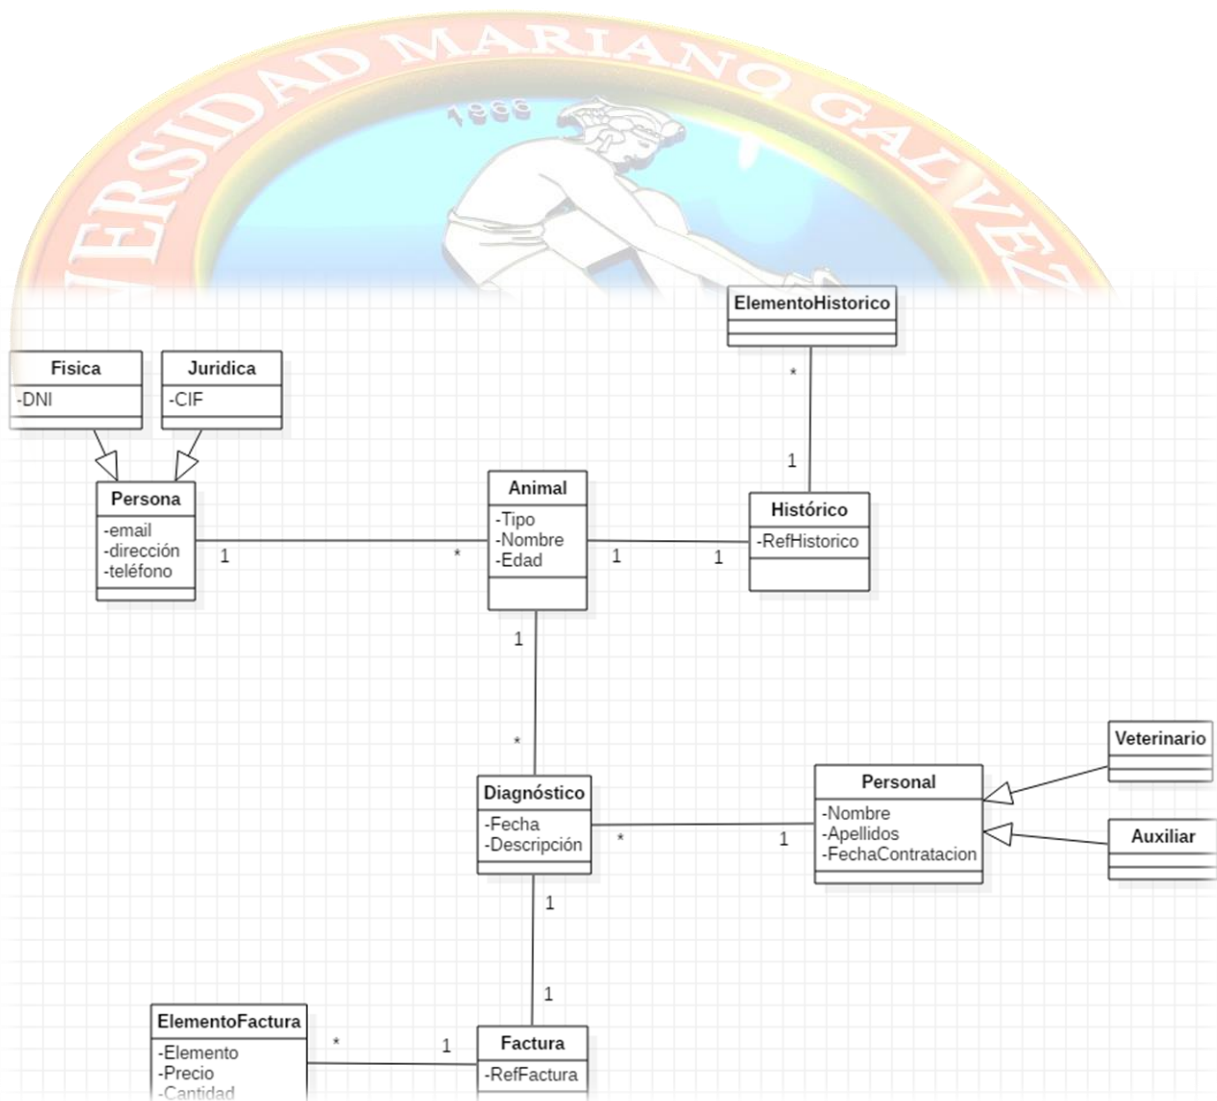 ERSIDAD MARIANO GALVEZ
1966
ElementoHistorico
Fisica
-DNI
Juridica
-CIF
*
1
Persona
-email
-dirección
-teléfono
1
*
Animal
-Tipo
-Nombre
-Edad
1
1
Histórico
-RefHistorico
1
*
Veterinario
Diagnóstico
-Fecha
-Descripción
*
1
Personal
-Nombre
-Apellidos
-FechaContratacion
Auxiliar
1
1
ElementoFactura
-Elemento
-Precio
-Cantidad
*
1
Factura
-RefFactura